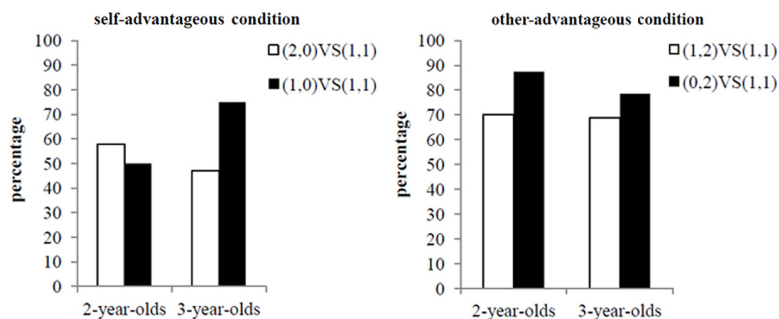 self-advantageous condition
100
90
80
70
60
50
40
30
20
10
0
percentage
(2,0)VS(1,1)
(1,0)VS(1,1)
2-year-olds
3-year-olds
other-advantageous condition
100
90
80
70
60
50
40
30
20
10
0
percentage
(1,2)VS(1,1)
(0,2)VS(1,1)
2-year-olds
3-year-olds